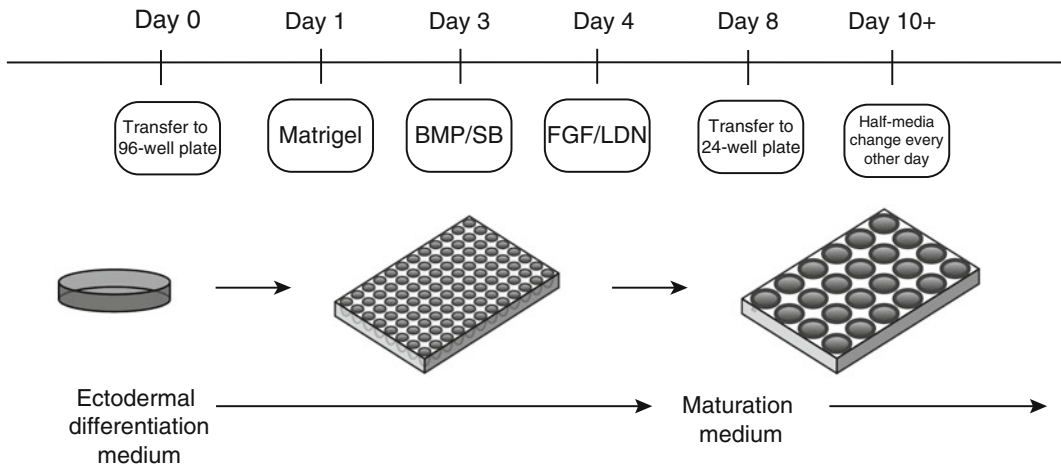 Day 0
Day 1
Day 3
Day 4
Day 8
Day 10+
Transfer to
96-well plate
Matrigel
BMP/SB
FGF/LDN
Transfer to
24-well plate
Half-media
change every
other day
Ectodermal
differentiation
medium
Maturation
medium